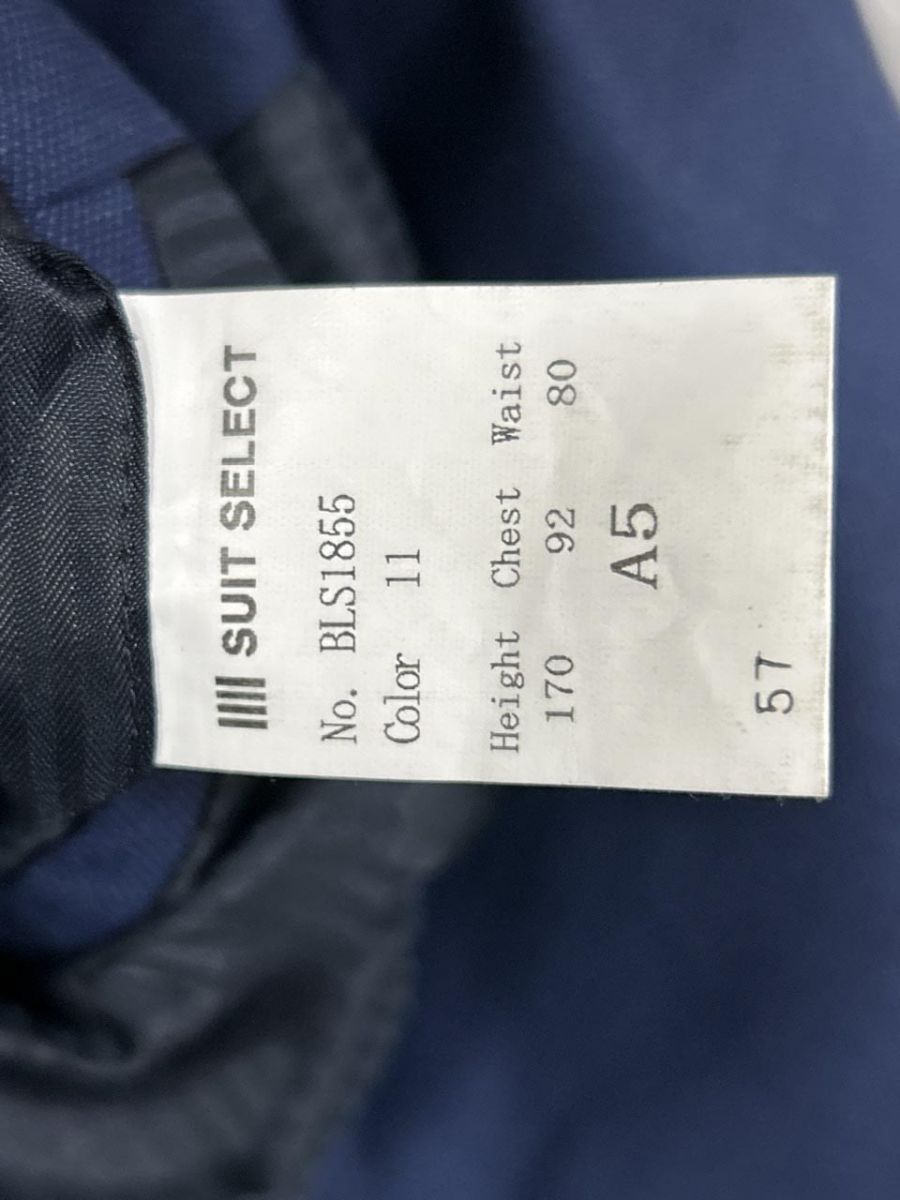 SUIT SELECT
No. BLS1855
Color 11
Height Chest Waist
170 92 80
A5
57